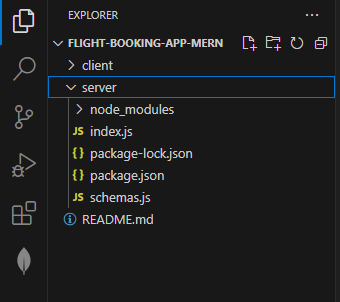 EXPLORER ...
FLIGHT-BOOKING-APP-MERN
client
server
node_modules
JS index.js
{} package-lock.json
{} package.json
JS schemas.js
README.md